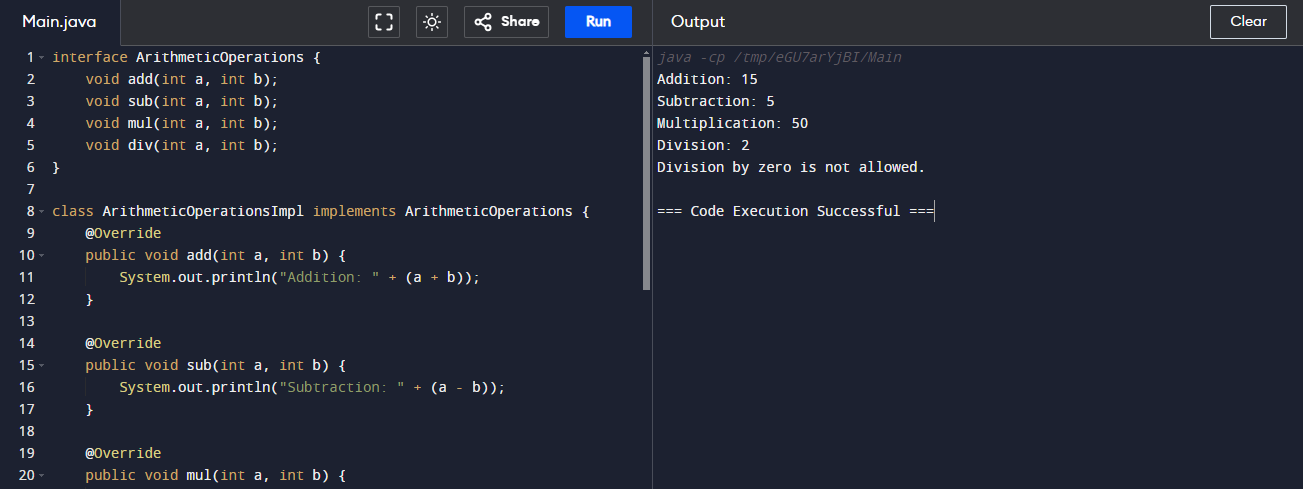 Main.java
Share
Run
Output
Clear
1 interface ArithmeticOperations {
2     void add(int a, int b);
3     void sub(int a, int b);
4     void mul(int a, int b);
5     void div(int a, int b);
6 }
7
8 class ArithmeticOperationsImpl implements ArithmeticOperations {
9     @Override
10     public void add(int a, int b) {
11         System.out.println("Addition: " + (a + b));
12     }
13
14     @Override
15     public void sub(int a, int b) {
16         System.out.println("Subtraction: " + (a - b));
17     }
18
19     @Override
20     public void mul(int a, int b) {
java -cp /tmp/eGU7arYjBI/Main
Addition: 15
Subtraction: 5
Multiplication: 50
Division: 2
Division by zero is not allowed.
=== Code Execution Successful ===